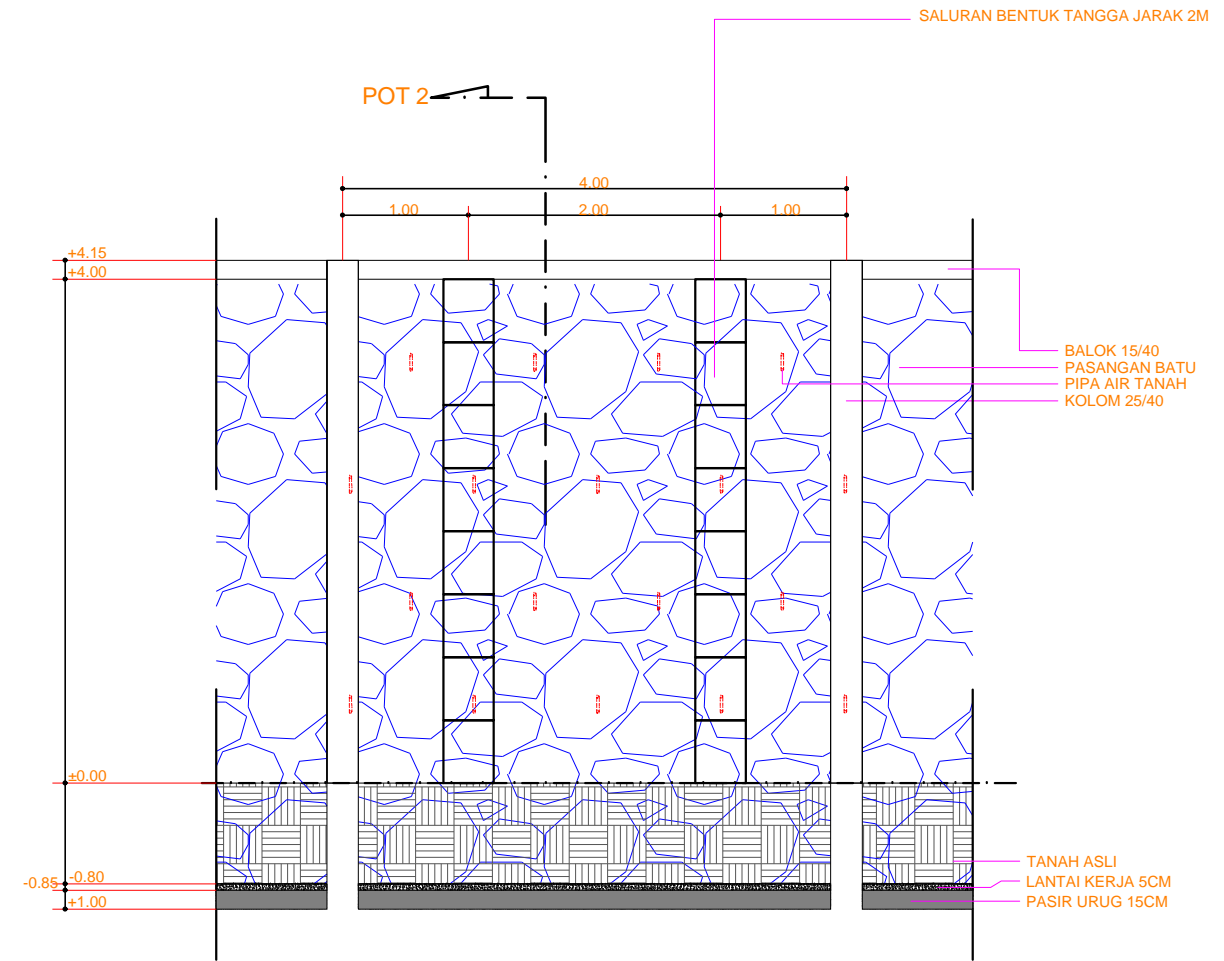 SALURAN BENTUK TANGGA JARAK 2M
POT 2
4.00
1.00 2.00 1.00
+4.15
+4.00
BALOK 15/40
PASANGAN BATU
PIPA AIR TANAH
KOLOM 25/40
±0.00
TANAH ASLI
-0.85 -0.80
LANTAI KERJA 5CM
+1.00
PASIR URUG 15CM